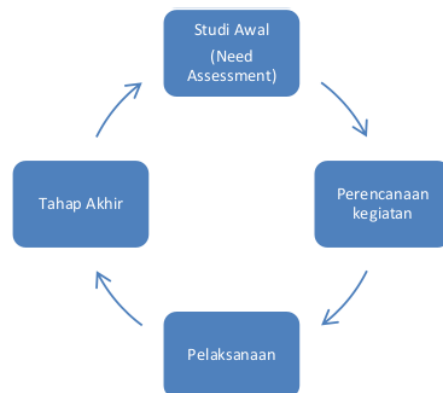 Studi Awal
(Need
Assessment)
Perencanaan
kegiatan
Pelaksanaan
Tahap Akhir